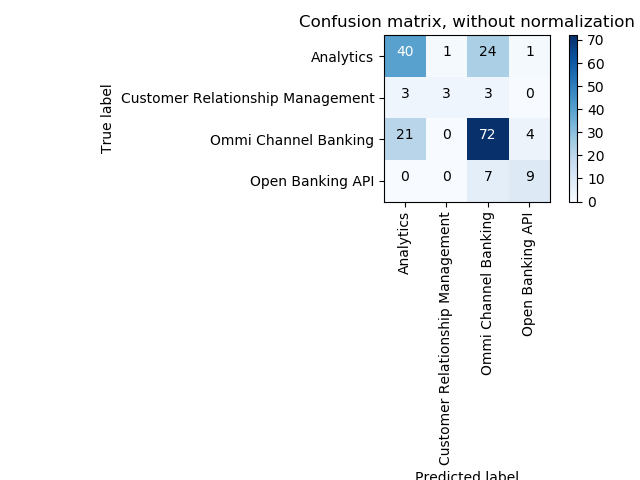 Confusion matrix, without normalization
True label
Analytics 40 1 24 1
Customer Relationship Management 3 3 3 0
Ommi Channel Banking 21 0 72 4
Open Banking API 0 0 7 9
Analytics
Customer Relationship Management
Ommi Channel Banking
Open Banking API
Predicted label
70
60
50
40
30
20
10
0